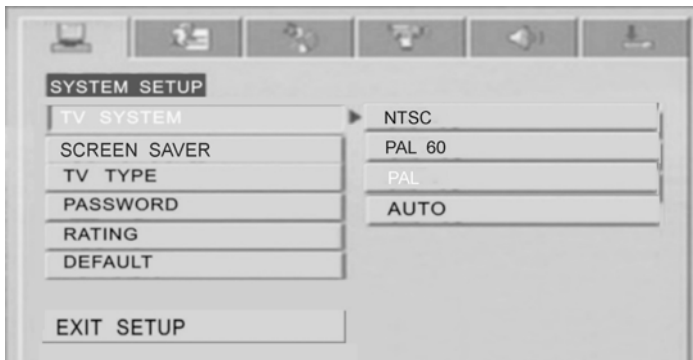 SYSTEM SETUP
TV SYSTEM
SCREEN SAVER
TV TYPE
PASSWORD
RATING
DEFAULT
EXIT SETUP
NTSC
PAL 60
PAL
AUTO